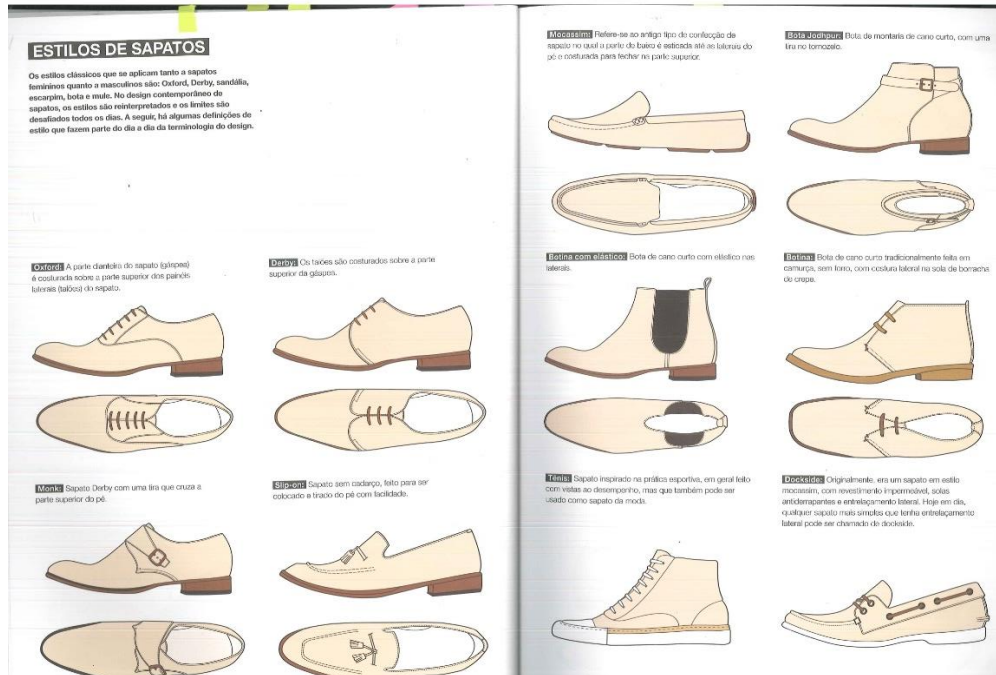 ESTILOS DE SAPATOS
Os estilos clássicos que se aplicam tanto a sapatos
femininos quanto a masculinos são: Oxford, Derby, sandália,
escarpim, bota e mule. No design contemporâneo de
sapatos, os estilos são reinterpretados e os limites são
desafiados todos os dias. A seguir, há algumas definições de
estilo que fazem parte do dia a dia da terminologia do design.
Oxford: A parte dianteira do sapato (gáspea)
é costurada sobre a parte superior dos painéis
laterais (talões) do sapato.
Derby: Os talões são costurados sobre a parte
superior da gáspea.
Monk: Sapato Derby com uma tira que cruza a
parte superior do pé.
Slip-on: Sapato sem cadarço, feito para ser
colocado e tirado do pé com facilidade.
Mocassim: Refere-se ao antigo tipo de confecção de
sapato no qual a parte de baixo é esticada até as laterais do
pé e costurada para fechar na parte superior.
Bota Jodhpur: Bota de montaria de cano curto, com uma
tira no tornozelo.
Botina com elástico: Bota de cano curto com elástico nas
laterais.
Botina: Bota de cano curto tradicionalmente feita em
camurça, sem forro, com costura lateral na sola de borracha
de crepe.
Tênis: Sapato inspirado na prática esportiva, em geral feito
com vistas ao desempenho, mas que também pode ser
usado como sapato da moda.
Dockside: Originalmente, era um sapato em estilo
mocassim, com revestimento impermeável, solas
antiderrapantes e entrelaçamento lateral. Hoje em dia,
qualquer sapato mais simples que tenha entrelaçamento
lateral pode ser chamado de dockside.